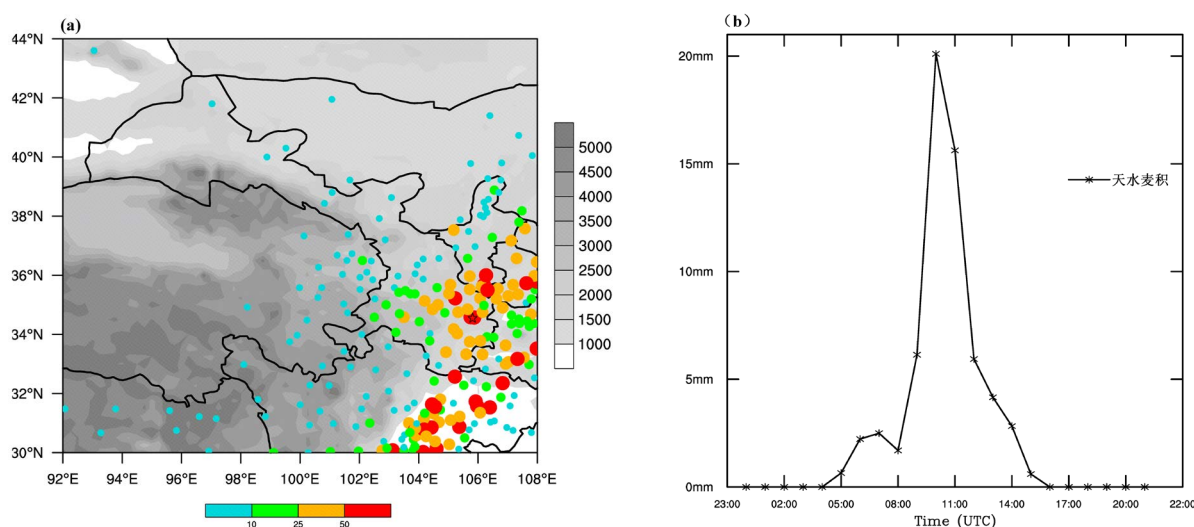 (a)
44°N
42°N
40°N
38°N
36°N
34°N
32°N
30°N
92°E 94°E 96°E 98°E 100°E 102°E 104°E 106°E 108°E
5000
4500
4000
3500
3000
2500
2000
1500
1000
10 25 50
（b）
20mm
15mm
10mm
5mm
0mm
天水麦积
23:00 02:00 05:00 08:00 11:00 14:00 17:00 20:00 22:00
Time (UTC)